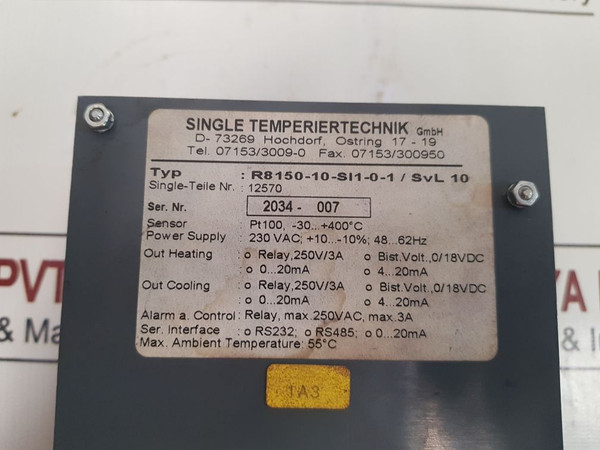 SINGLE TEMPERIERTECHNIK GmbH
D- 73269 Hochdorf, Ostring 17 - 19
Tel. 07153/3009-0 Fax. 07153/300950
Typ : R8150-10-SI1-0-1 / SvL 10
Single-Teile Nr. : 12570
Ser. Nr. 2034 - 007
Sensor : Pt100, -30...+400°C
Power Supply : 230 VAC, +10...-10%; 48...62Hz
Out Heating : o Relay,250V/3A o Bist.Volt.,0/18VDC
: o 0...20mA o 4...20mA
Out Cooling : o Relay,250V/3A o Bist.Volt.,0/18VDC
: o 0...20mA o 4...20mA
Alarm a. Control : Relay, max.250VAC, max.3A
Ser. Interface : o RS232; o RS485; o 0...20mA
Max. Ambient Temperature: 55°C
TA3
PVT
& Ma
YA
& M